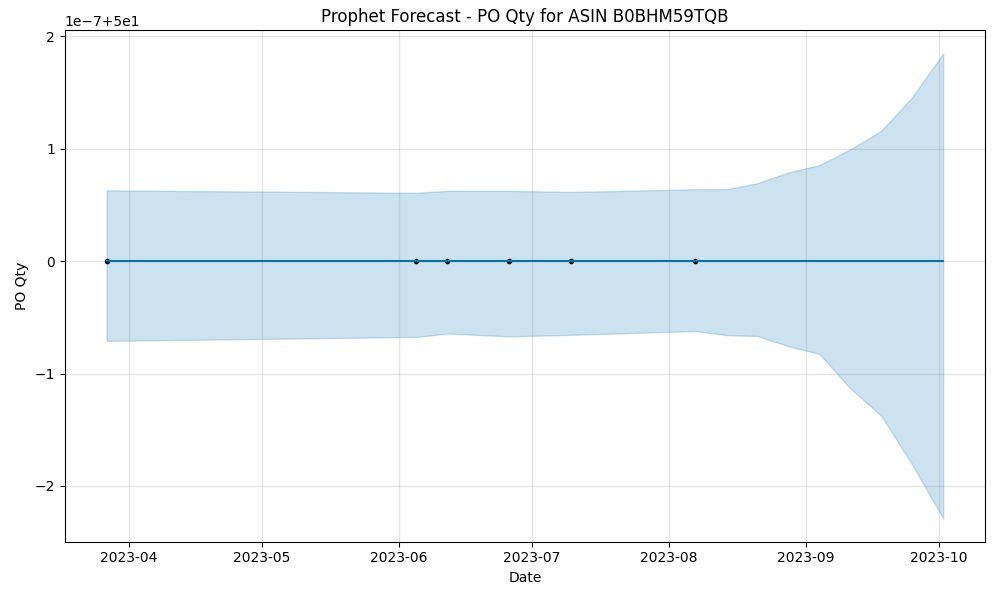 Prophet Forecast - PO Qty for ASIN B0BHM59TQB
1e-7+5e1
2
1
0
−1
−2
PO Qty
2023-04 2023-05 2023-06 2023-07 2023-08 2023-09 2023-10
Date